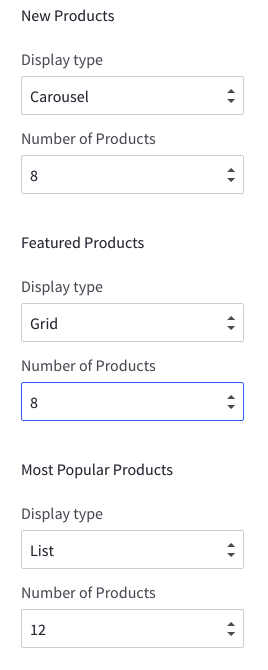 New Products
Display type
Carousel
Number of Products
8
Featured Products
Display type
Grid
Number of Products
8
Most Popular Products
Display type
List
Number of Products
12